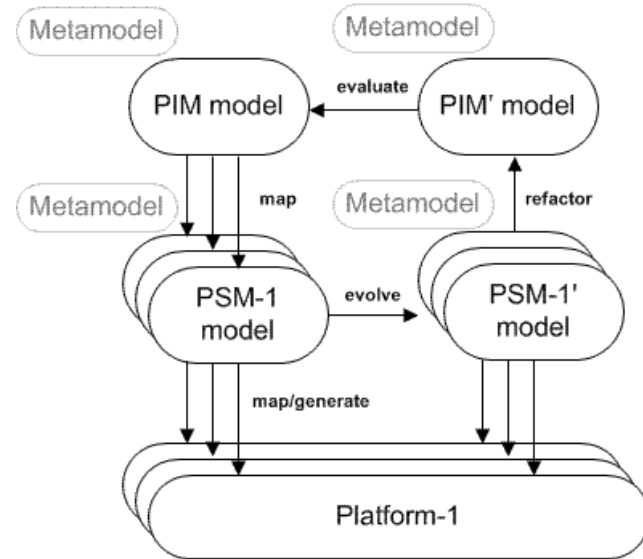 Metamodel
Metamodel
PIM model
evaluate
PIM' model
map
refactor
Metamodel
Metamodel
PSM-1
model
evolve
PSM-1'
model
map/generate
Platform-1